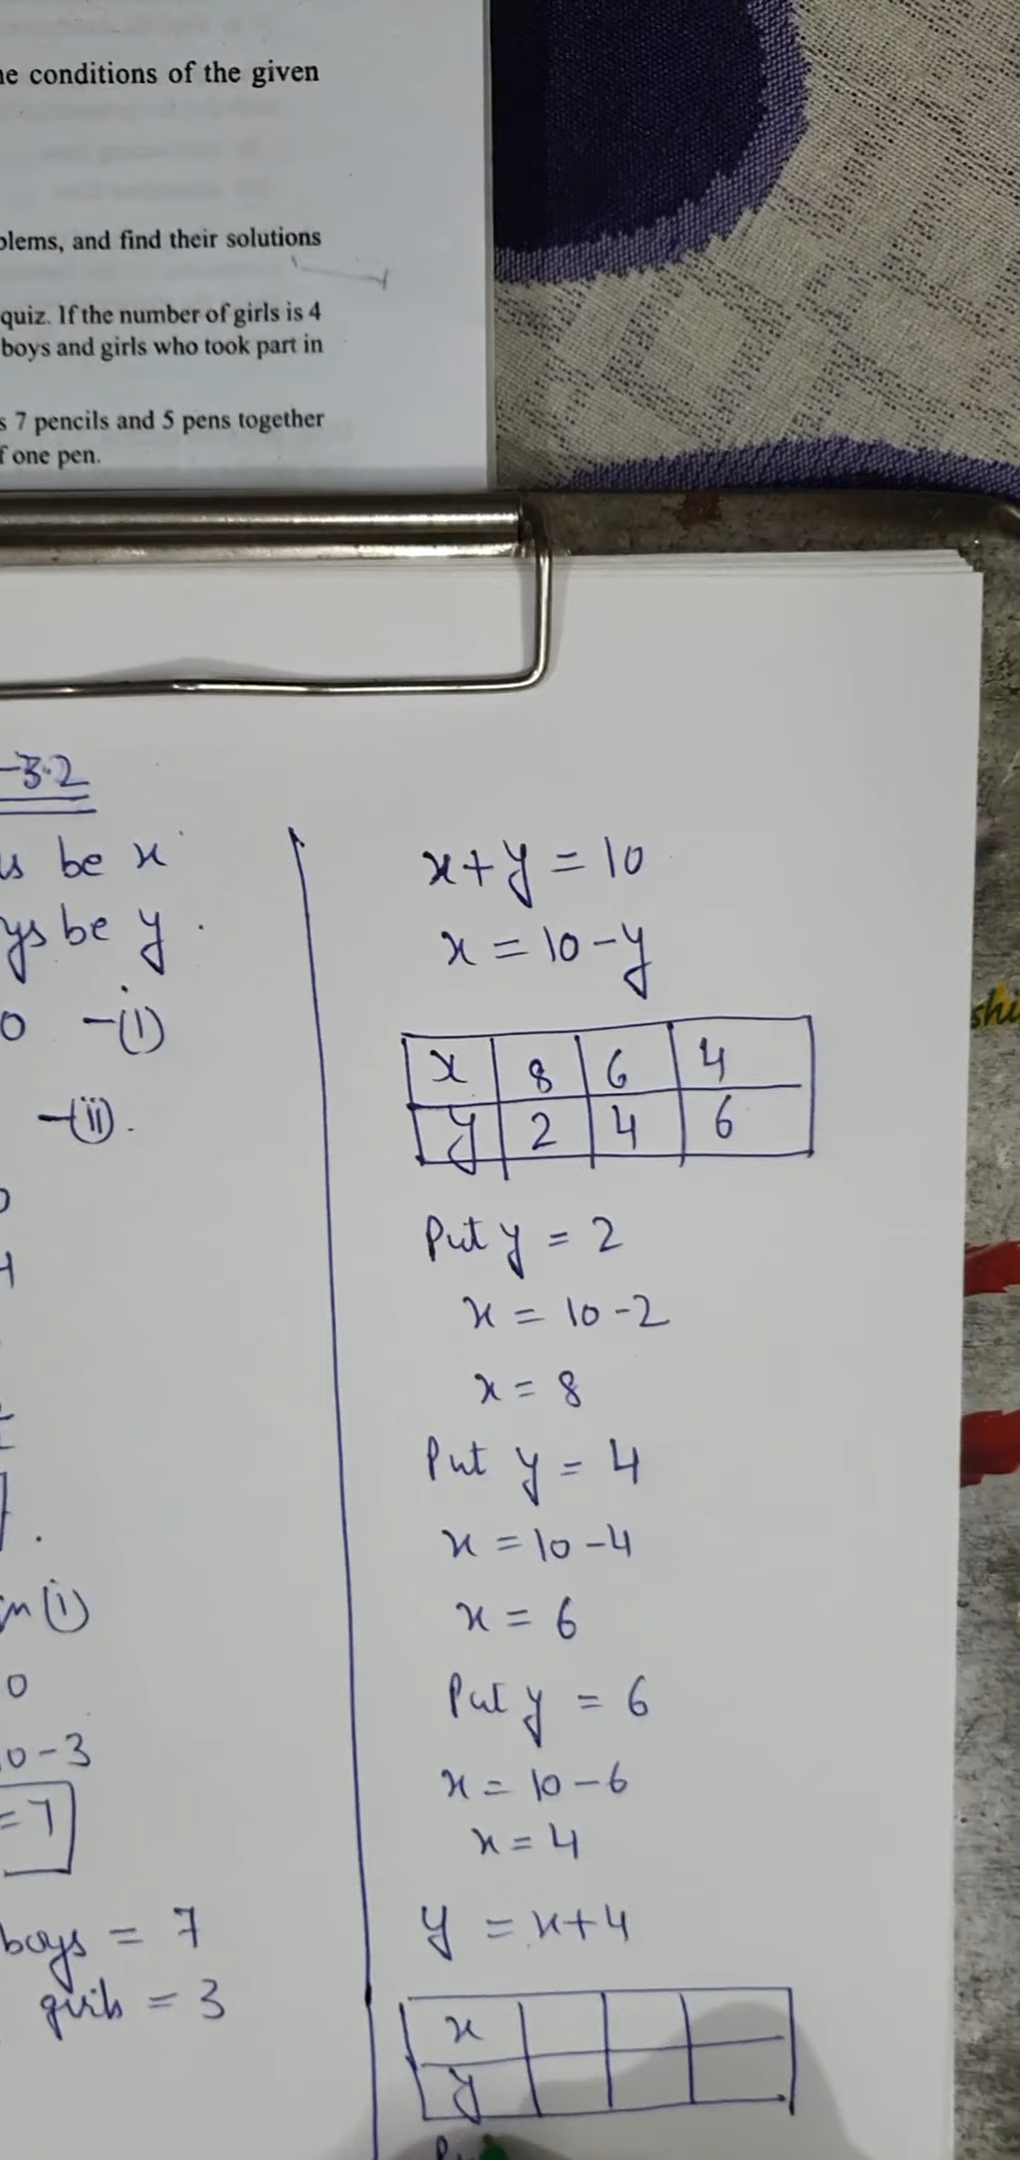 he conditions of the given
olems, and find their solutions
quiz. If the number of girls is 4
boys and girls who took part in
s 7 pencils and 5 pens together
f one pen.
-3.2
be x
ys be y.
0 -(i)
-(ii).
m (i)
0
0-3
=7
boys = 7
girls = 3
x+y=10
x = 10-y
x 8 6 4
y 2 4 6
Put y = 2
x = 10-2
x = 8
Put y = 4
x = 10-4
x = 6
Put y = 6
x = 10-6
x = 4
y = x+4
x
y
shi